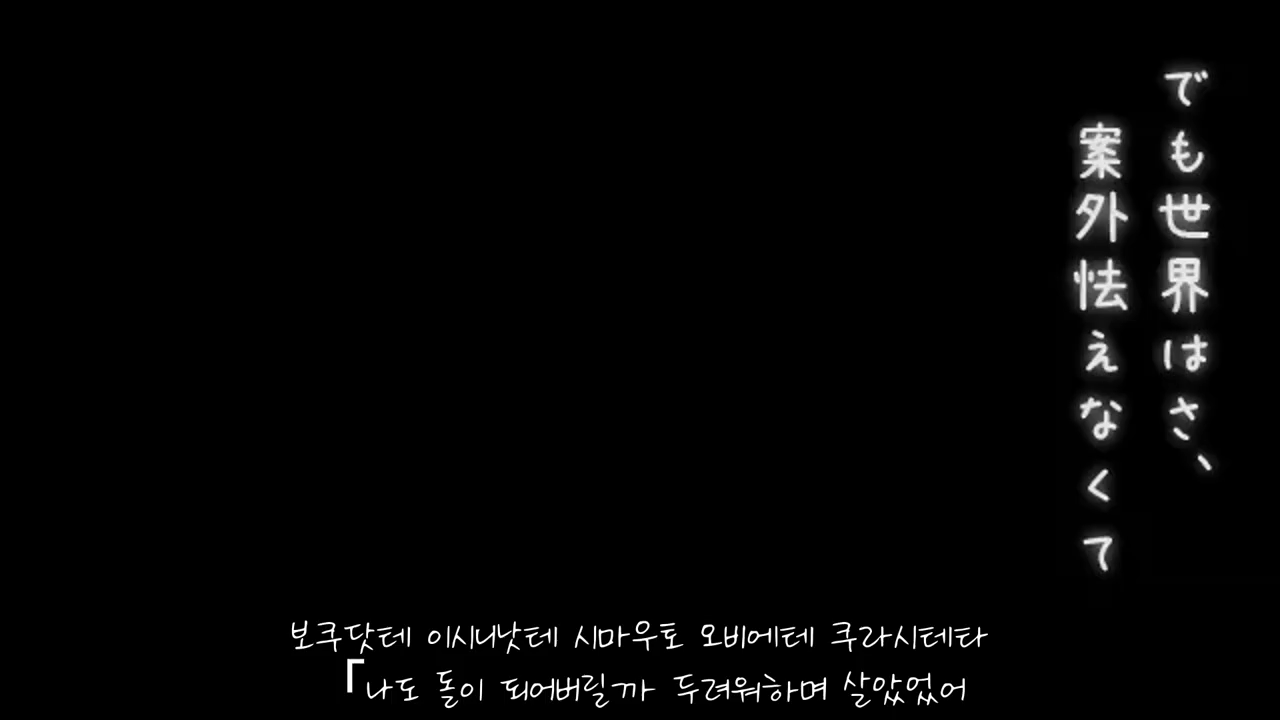 でも世界はさ、
案外怯えなくて
보쿠닷테 이시니낫테 시마우토 오비에테 쿠라시테타
「나도 돌이 되어버릴까 두려워하며 살았었어